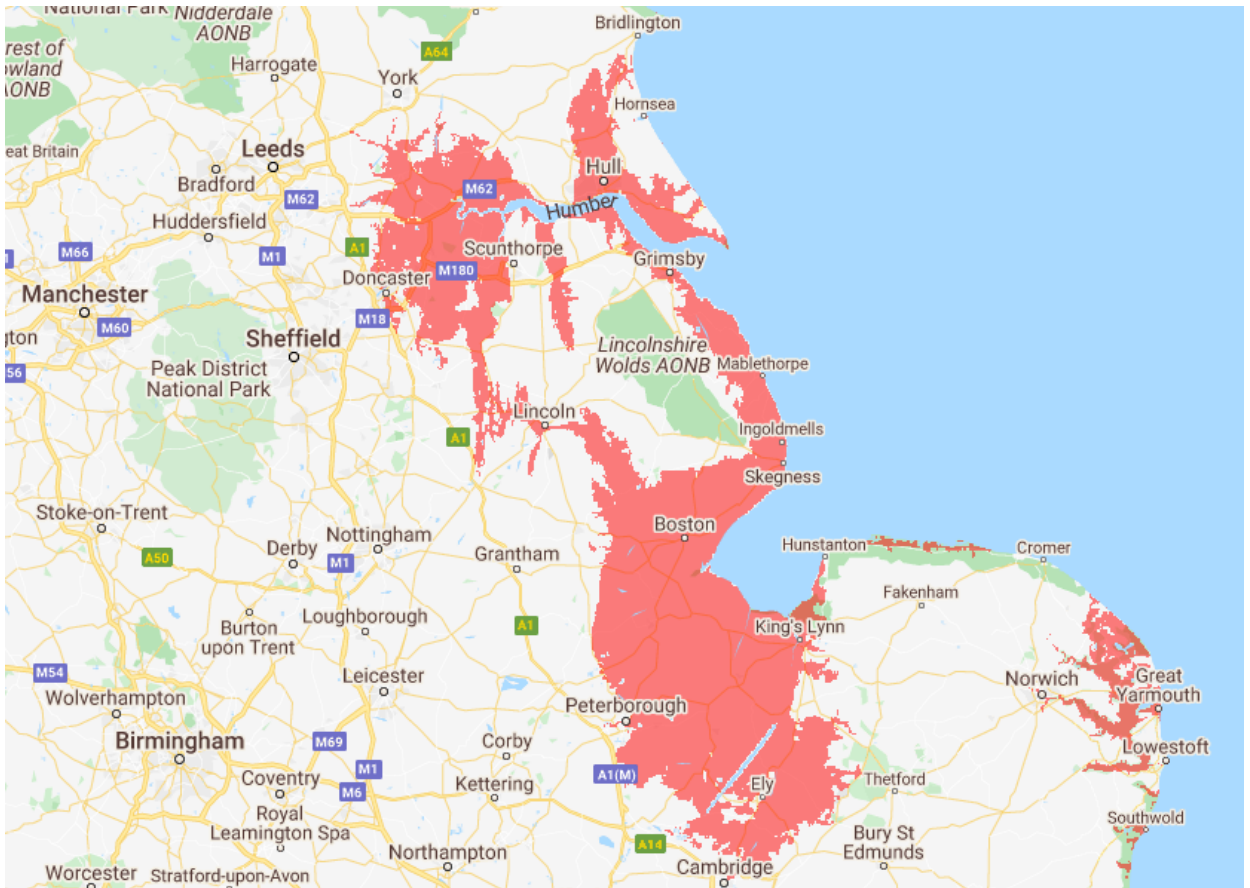 National Park
Nidderdale
AONB
Bridlington
rest of
owland
AONB
A64
Harrogate
York
Hornsea
eat Britain
Leeds
Bradford
Hull
M62
M62
Humber
Huddersfield
A1
M66
M1
Scunthorpe
Grimsby
M180
Doncaster
Manchester
M60
M18
gton
Sheffield
Lincolnshire
Wolds AONB
56
Peak District
National Park
Mablethorpe
Lincoln
A1
Ingoldmells
Skegness
Stoke-on-Trent
Boston
A50
Derby
Nottingham
M1
Grantham
Hunstanton
Cromer
Fakenham
Loughborough
Burton
upon Trent
A1
King's Lynn
M54
Leicester
Wolverhampton
Norwich
Great
Yarmouth
Peterborough
Birmingham
M69
Corby
Lowestoft
M1
A1(M)
Coventry
M6
Kettering
Ely
Thetford
Royal
Leamington Spa
Southwold
A14
Bury St
Edmunds
Northampton
Cambridge
Worcester
Stratford-upon-Avon